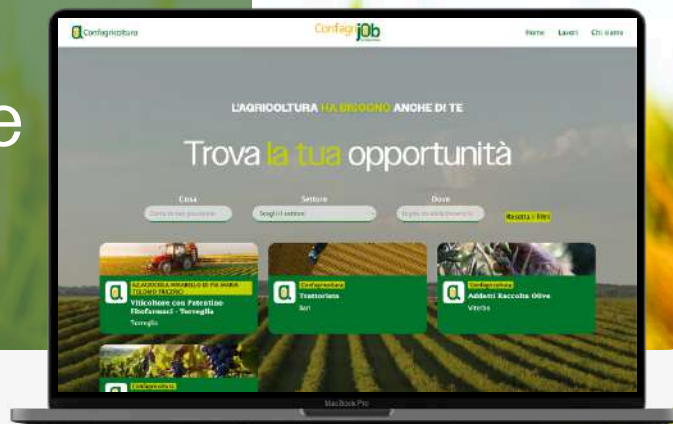 e
Confagricoltura
ConfagrijOb
Home Lavori Chi siamo
L'AGRICOLTURA HA BISOGNO ANCHE DI TE
Trova la tua opportunità
Cosa Settore Dove
Scegli il settore
Resetta i filtri
Confagricoltura
Trattorista
Bari
Confagricoltura
Addetti Raccolta Olive
Viterbo
Viticoltore con Patentino
Fitofarmaci - Torreglia
Torreglia
Confagricoltura
MacBook Pro